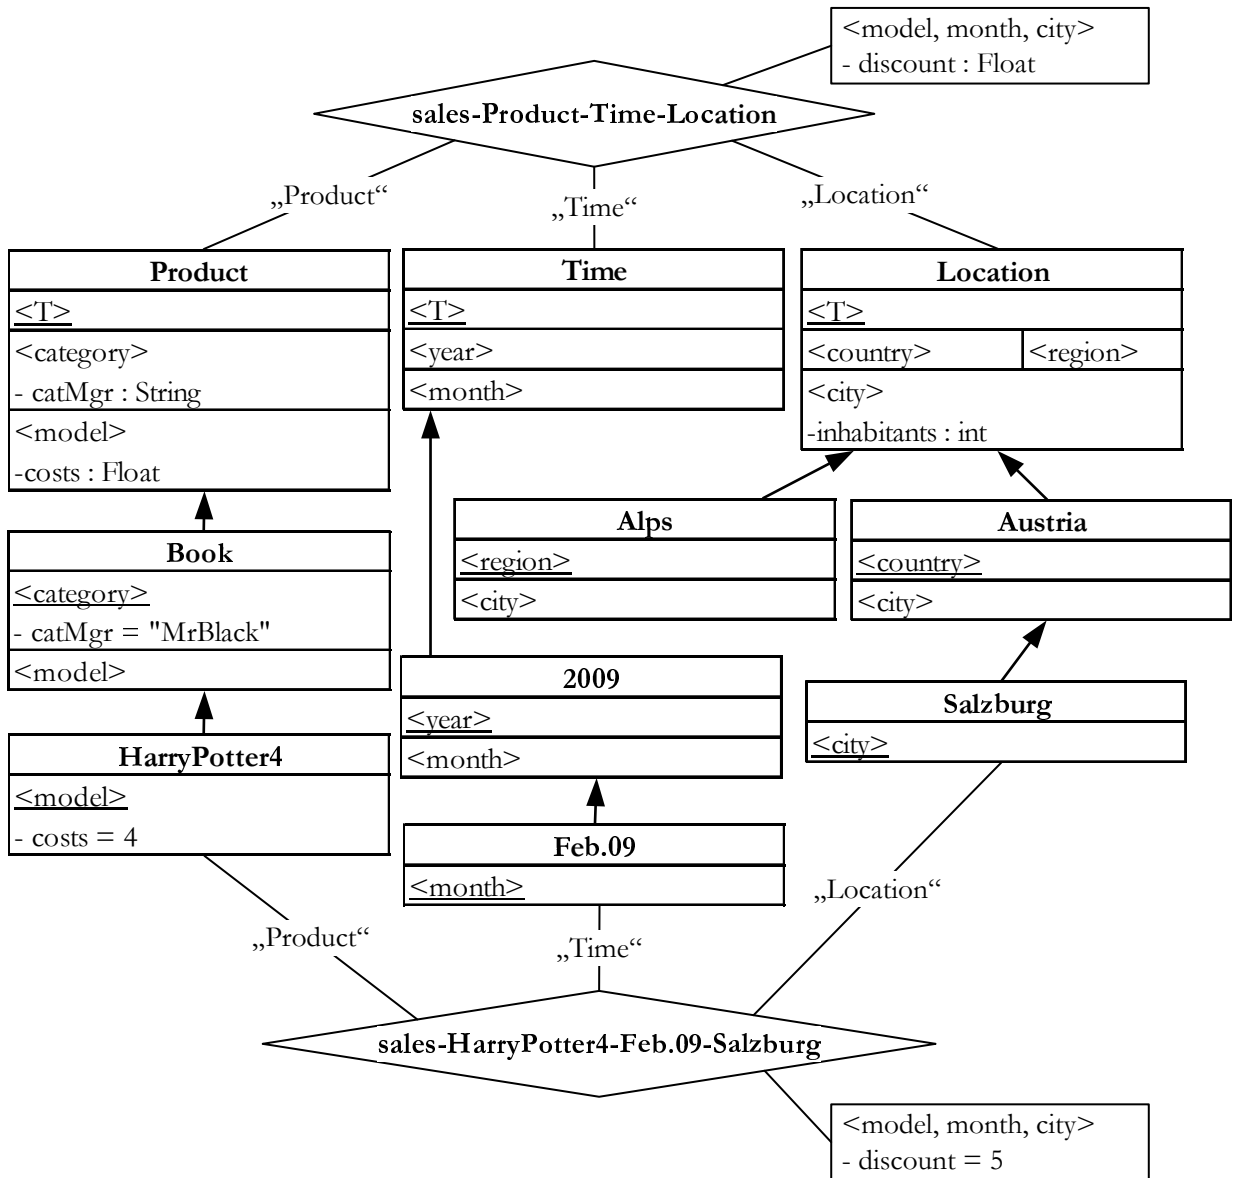 <model, month, city>
- discount : Float
sales-Product-Time-Location
„Product“
„Time“
„Location“
Product
<T>
<category>
- catMgr : String
<model>
-costs : Float
Time
<T>
<year>
<month>
Location
<T>
<country>
<region>
<city>
-inhabitants : int
Alps
<region>
<city>
Austria
<country>
<city>
Book
<category>
- catMgr = "MrBlack"
<model>
2009
<year>
<month>
Salzburg
<city>
HarryPotter4
<model>
- costs = 4
Feb.09
<month>
„Product“
„Time“
„Location“
sales-HarryPotter4-Feb.09-Salzburg
<model, month, city>
- discount = 5